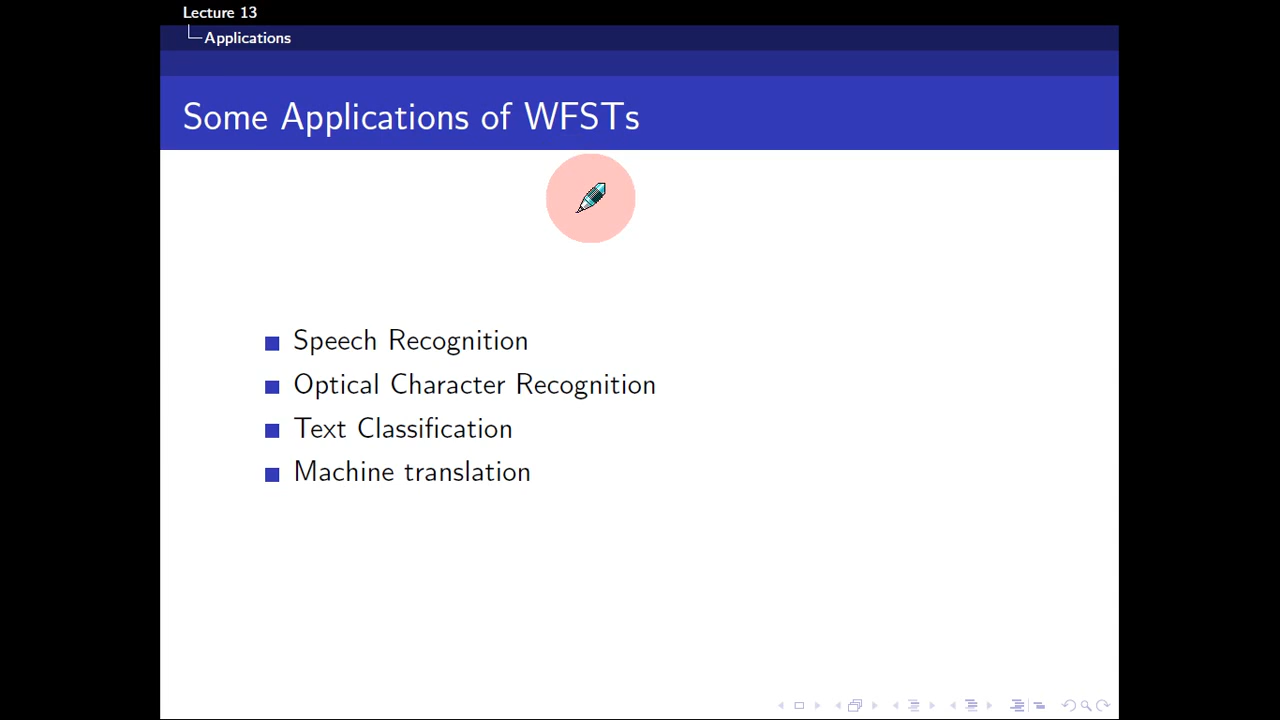 Lecture 13
Applications
Some Applications of WFSTs
Speech Recognition
Optical Character Recognition
Text Classification
Machine translation